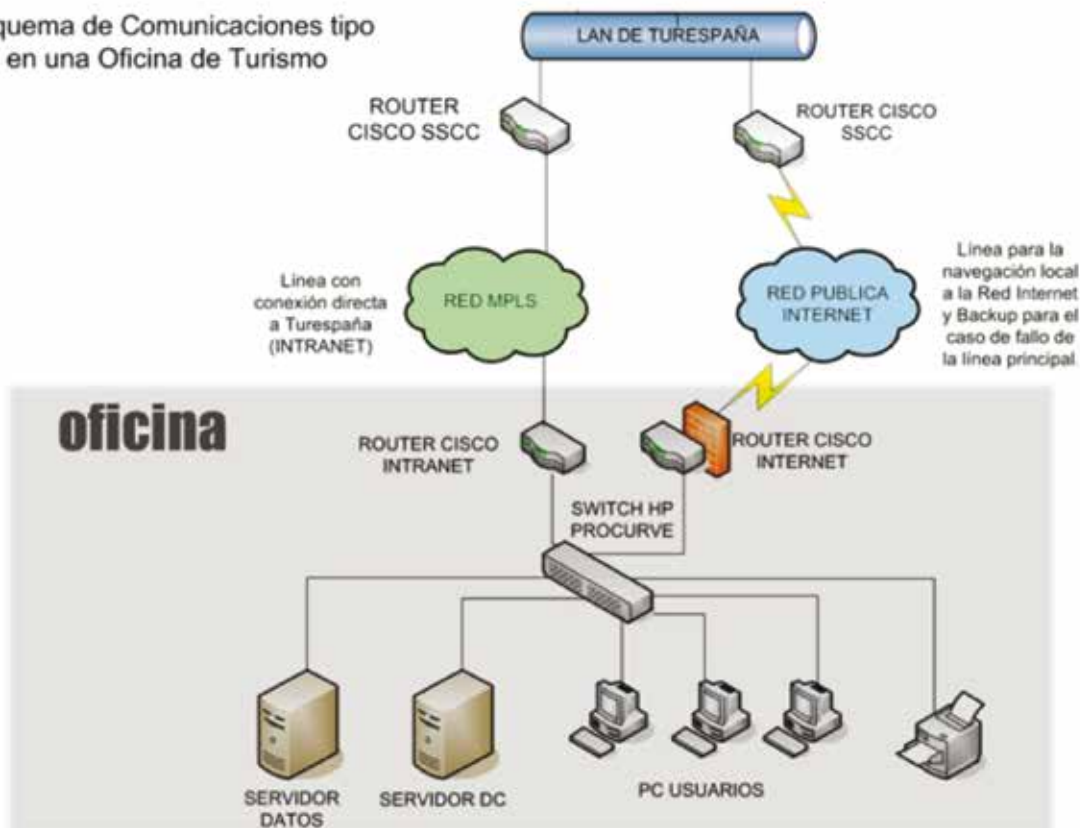 quema de Comunicaciones tipo
en una Oficina de Turismo
LAN DE TURESPAÑA
ROUTER
CISCO SSCC
ROUTER CISCO
SSCC
Línea con
conexión directa
a Turespaña
(INTRANET)
RED MPLS
RED PUBLICA
INTERNET
Línea para la
navegación local
a la Red Internet
y Backup para el
caso de fallo de
la línea principal
oficina
ROUTER CISCO
INTRANET
ROUTER CISCO
INTERNET
SWITCH HP
PROCURVE
SERVIDOR
DATOS
SERVIDOR DC
PC USUARIOS